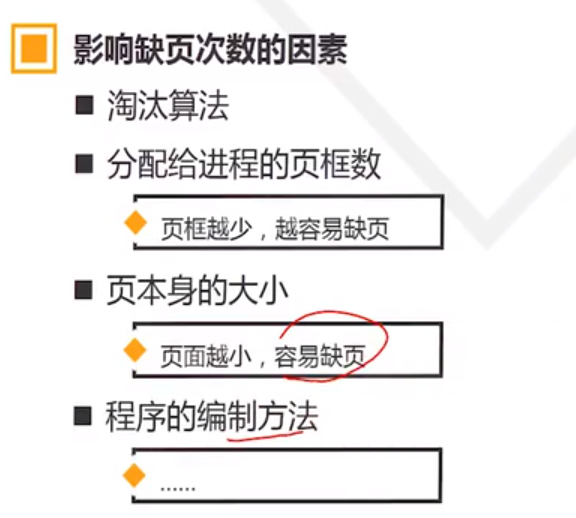 影响缺页次数的因素
淘汰算法
分配给进程的页框数
页框越少，越容易缺页
页本身的大小
页面越小，容易缺页
程序的编制方法
......